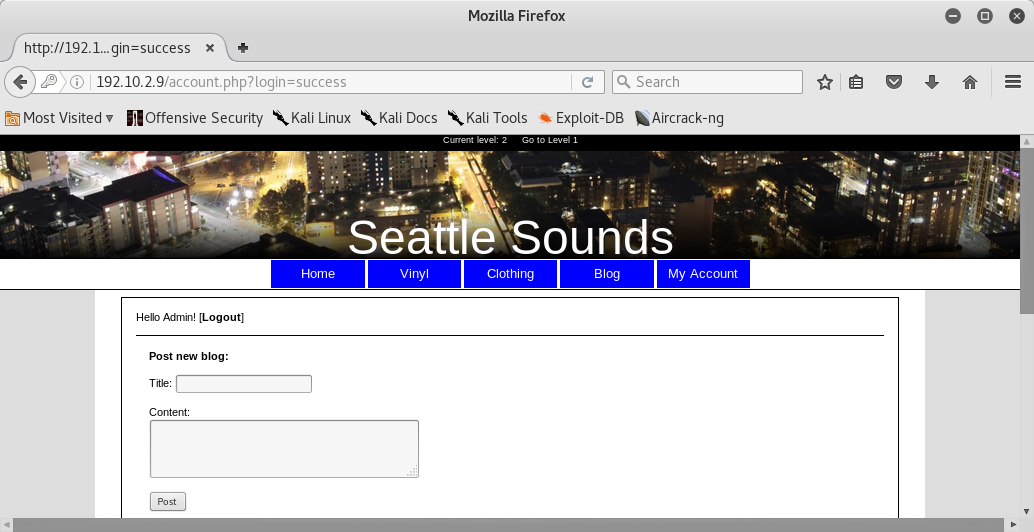 Mozilla Firefox
http://192.1...gin=success
192.10.2.9/account.php?login=success
Search
Most Visited Offensive Security Kali Linux Kali Docs Kali Tools Exploit-DB Aircrack-ng
Current level: 2 Go to Level 1
Seattle Sounds
Home Vinyl Clothing Blog My Account
Hello Admin! [Logout]
Post new blog:
Title:
Content:
Post